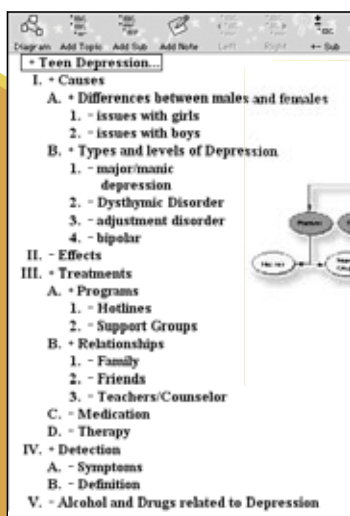 Diagram Add Topic Add Sub Add Note Left Right +- Sub
+ Teen Depression...
I. + Causes
A. + Differences between males and females
1. - issues with girls
2. - issues with boys
B. + Types and levels of Depression
1. - major/manic
depression
2. - Dysthymic Disorder
3. - adjustment disorder
4. - bipolar
II. - Effects
III. + Treatments
A. + Programs
1. - Hotlines
2. - Support Groups
B. + Relationships
1. - Family
2. - Friends
3. - Teachers/Counselor
C. - Medication
D. - Therapy
IV. + Detection
A. - Symptoms
B. - Definition
V. - Alcohol and Drugs related to Depression